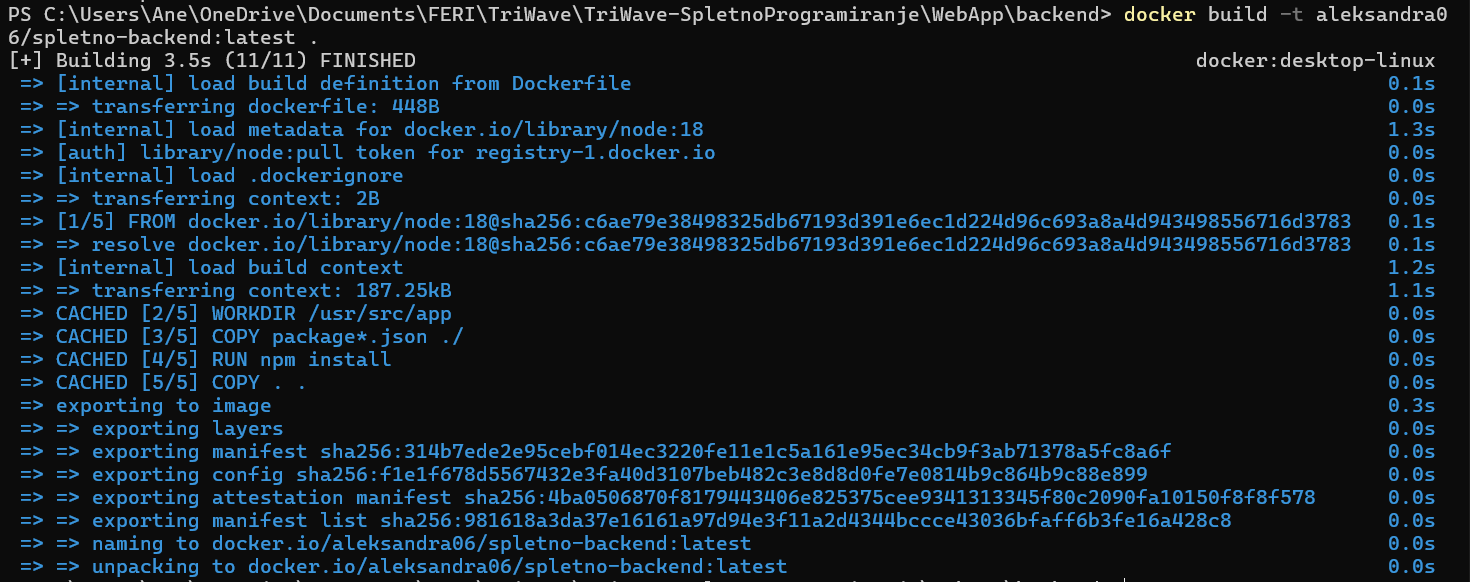 PS C:\Users\Ane\OneDrive\Documents\FERI\TriWave\TriWave-SpletnoProgramiranje\WebApp\backend> docker build -t aleksandra0
6/spletno-backend:latest .
[+] Building 3.5s (11/11) FINISHED docker:desktop-linux
=> [internal] load build definition from Dockerfile 0.1s
=> => transferring dockerfile: 448B 0.0s
=> [internal] load metadata for docker.io/library/node:18 1.3s
=> [auth] library/node:pull token for registry-1.docker.io 0.0s
=> [internal] load .dockerignore 0.0s
=> => transferring context: 2B 0.0s
=> [1/5] FROM docker.io/library/node:18@sha256:c6ae79e38498325db67193d391e6ec1d224d96c693a8a4d943498556716d3783 0.1s
=> => resolve docker.io/library/node:18@sha256:c6ae79e38498325db67193d391e6ec1d224d96c693a8a4d943498556716d3783 0.1s
=> [internal] load build context 1.2s
=> => transferring context: 187.25kB 1.1s
=> CACHED [2/5] WORKDIR /usr/src/app 0.0s
=> CACHED [3/5] COPY package*.json ./ 0.0s
=> CACHED [4/5] RUN npm install 0.0s
=> CACHED [5/5] COPY . . 0.0s
=> exporting to image 0.3s
=> => exporting layers 0.0s
=> => exporting manifest sha256:314b7ede2e95cebf014ec3220fe11e1c5a161e95ec34cb9f3ab71378a5fc8a6f 0.0s
=> => exporting config sha256:f1e1f678d5567432e3fa40d3107beb482c3e8d8d0fe7e0814b9c864b9c88e899 0.0s
=> => exporting attestation manifest sha256:4ba0506870f8179443406e825375cee9341313345f80c2090fa10150f8f8f578 0.0s
=> => exporting manifest list sha256:981618a3da37e16161a97d94e3f11a2d4344bccce43036bfaff6b3fe16a428c8 0.0s
=> => naming to docker.io/aleksandra06/spletno-backend:latest 0.0s
=> => unpacking to docker.io/aleksandra06/spletno-backend:latest 0.0s